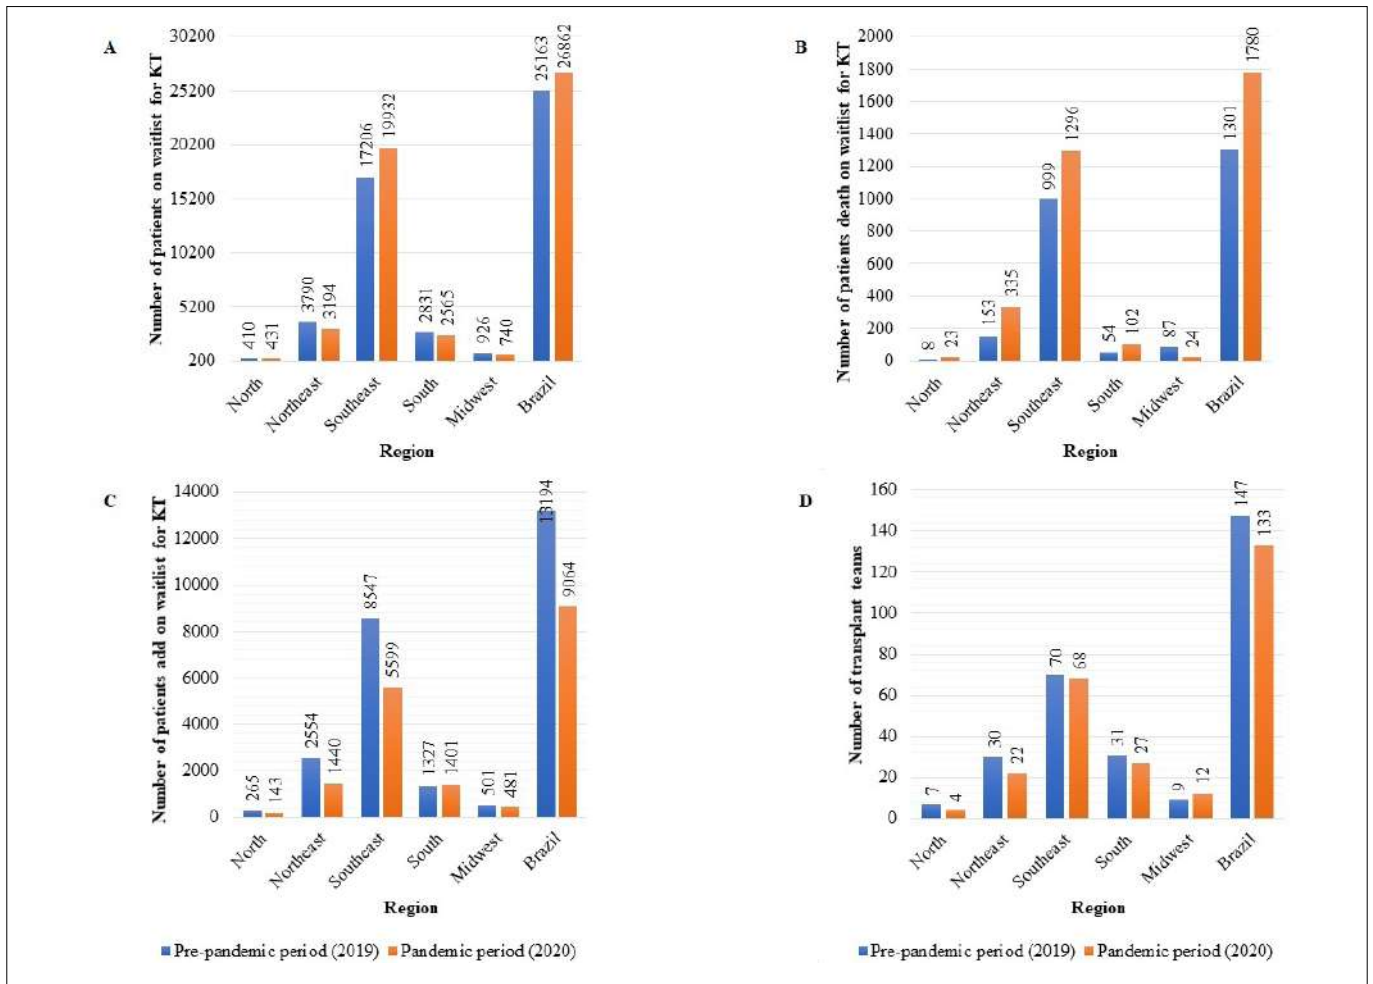 A
Number of patients on waitlist for KT
30200
25200
20200
15200
10200
5200
200
410
431
3790
3194
17206
19932
2831
2565
926
740
25163
26862
North
Northeast
Southeast
South
Midwest
Brazil
Region
B
Number of patients death on waitlist for KT
2000
1800
1600
1400
1200
1000
800
600
400
200
0
8
23
153
335
999
1296
54
102
87
24
1301
1780
North
Northeast
Southeast
South
Midwest
Brazil
Region
C
Number of patients add on waitlist for KT
14000
12000
10000
8000
6000
4000
2000
0
265
143
2554
1440
8547
5599
1327
1401
501
481
13194
9064
North
Northeast
Southeast
South
Midwest
Brazil
Region
Pre-pandemic period (2019)
Pandemic period (2020)
D
Number of transplant teams
160
140
120
100
80
60
40
20
0
7
4
30
22
70
68
31
27
9
12
147
133
North
Northeast
Southeast
South
Midwest
Brazil
Region
Pre-pandemic period (2019)
Pandemic period (2020)